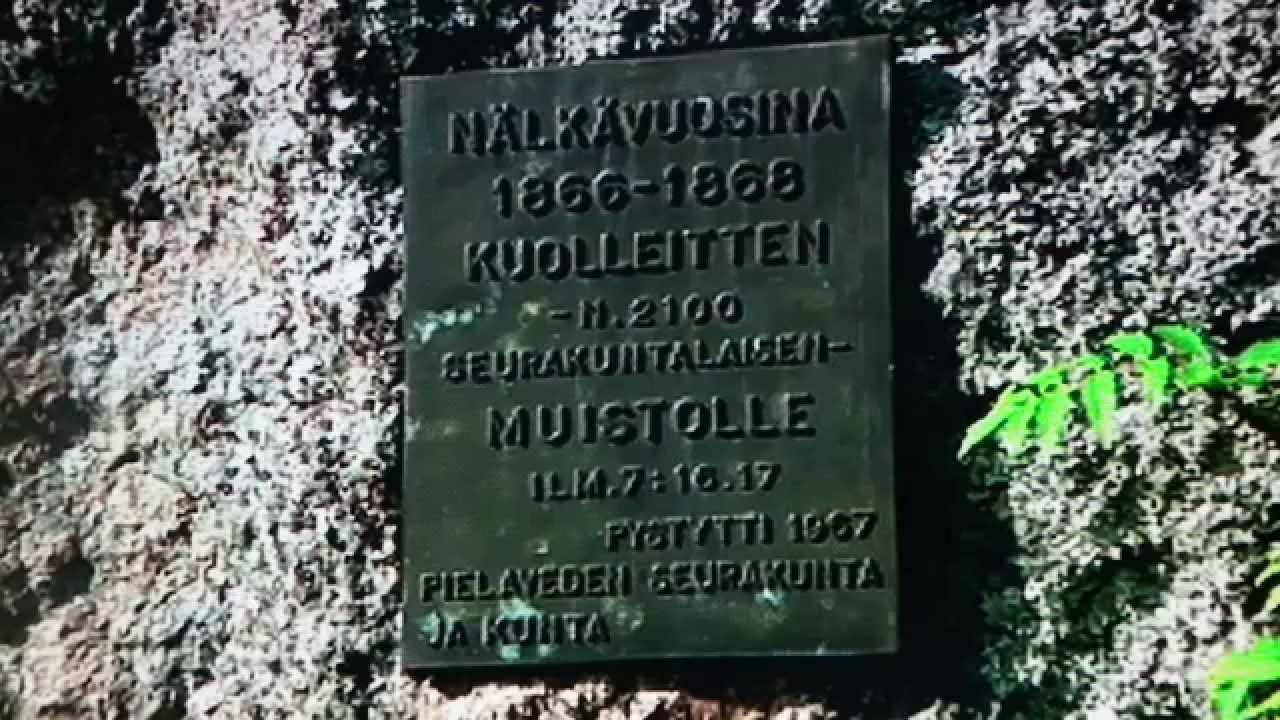 NÄLKÄVUOSINA
1866-1868
KUOLLEITTEN
- N. 2100
SEURAKUNTALAISEN-
MUISTOLLE
ILM. 7:16.17
PYSTYTTI 1967
PIELAVEDEN SEURAKUNTA
JA KUNTA